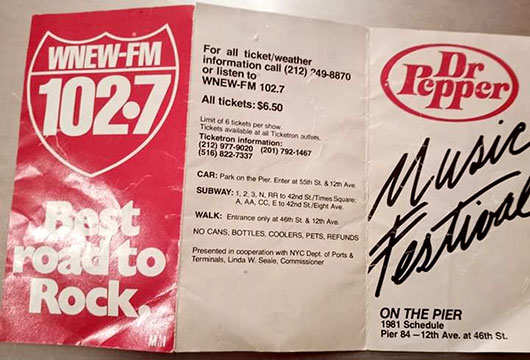 WNEW-FM
102.7
Best
road to
Rock.
For all ticket/weather
information call (212) 249-8870
or listen to
WNEW-FM 102.7
All tickets: $6.50
Limit of 6 tickets per show.
Tickets available at all Ticketron outlets.
Ticketron information:
(212) 977-9020 (201) 792-1467
(516) 822-7337
CAR: Park on the Pier. Enter at 55th St. & 12th Ave.
SUBWAY: 1, 2, 3, N, RR to 42nd St./Times Square;
A, AA, CC, E to 42nd St./Eight Ave.
WALK: Entrance only at 46th St. & 12th Ave.
NO CANS, BOTTLES, COOLERS, PETS, REFUNDS
Presented in cooperation with NYC Dept. of Ports &
Terminals, Linda W. Seale, Commissioner
Dr
Pepper
Music
Festival
ON THE PIER
1981 Schedule
Pier 84—12th Ave. at 46th St.